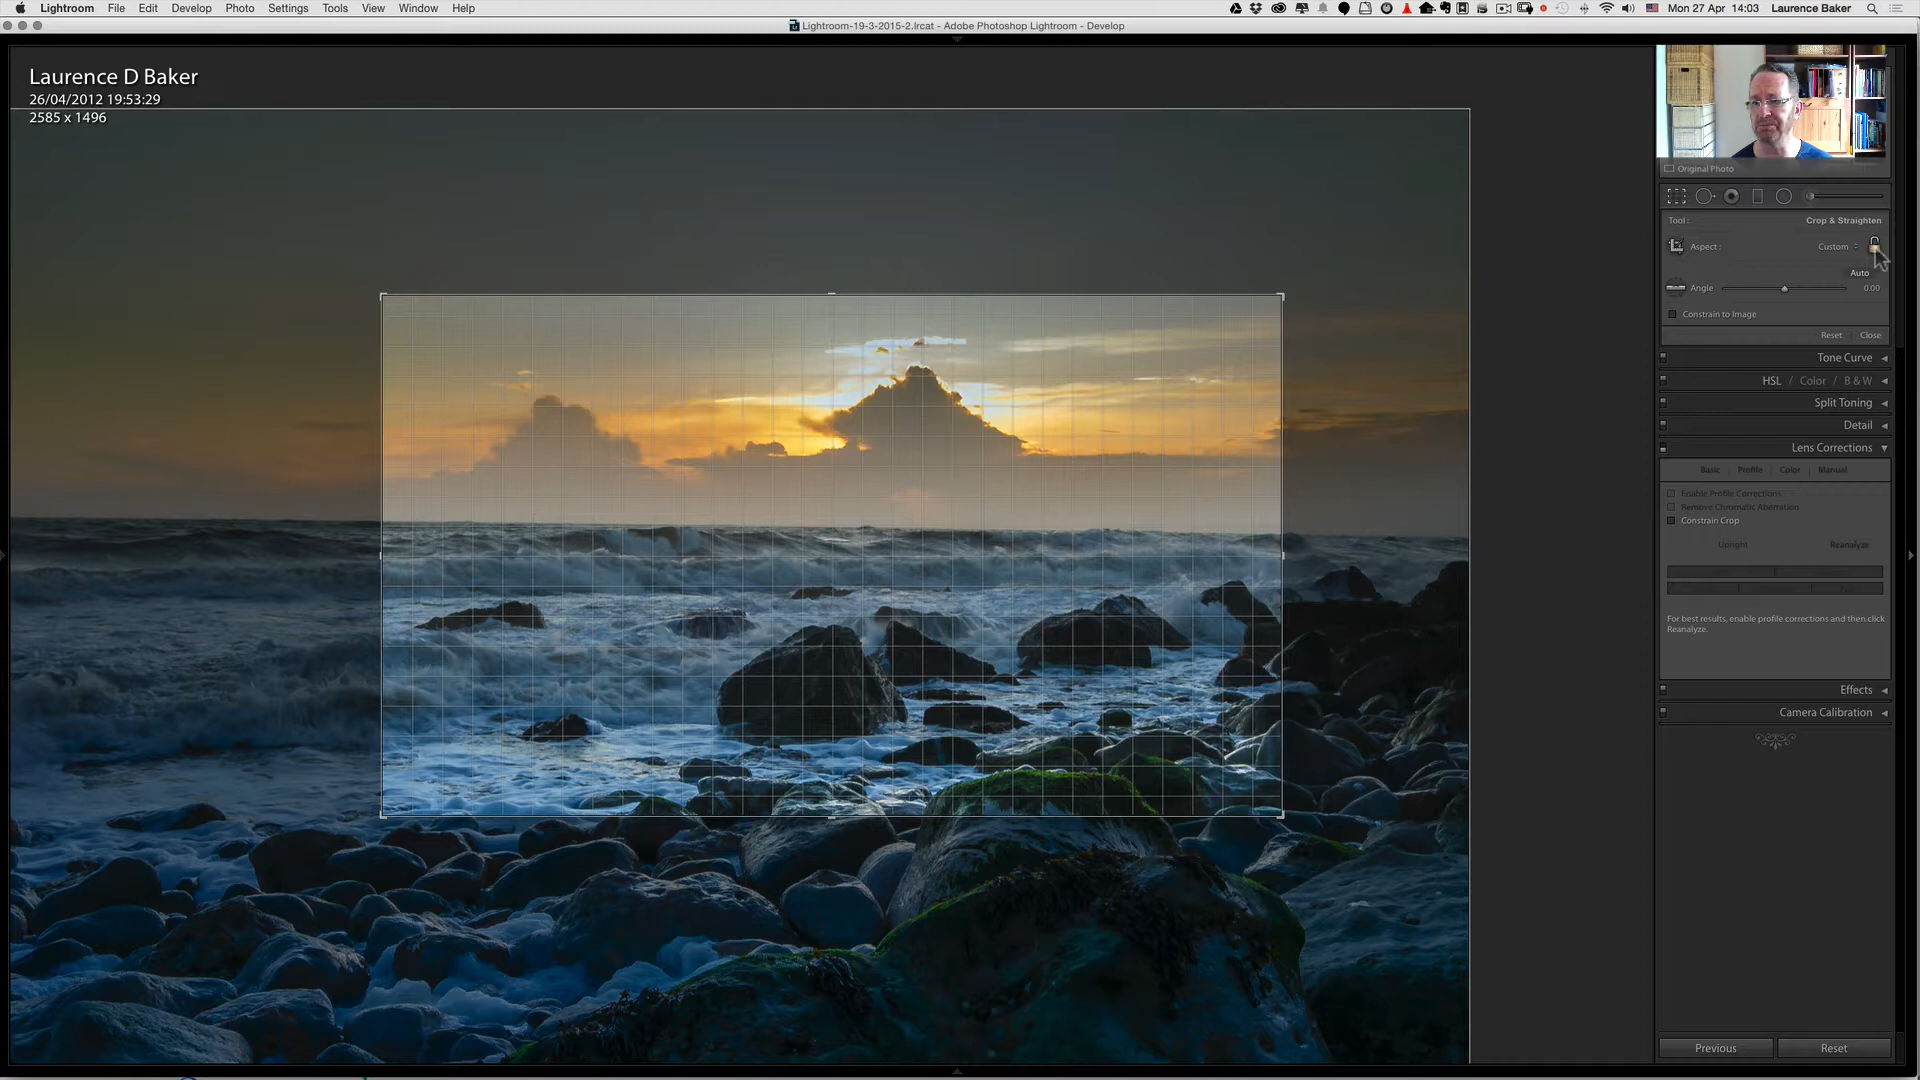 Lightroom File Edit Develop Photo Settings Tools View Window Help Mon 27 Apr 14:03 Laurence Baker
Lightroom-19-3-2015-2.lrcat - Adobe Photoshop Lightroom - Develop
Laurence D Baker
26/04/2012 19:53:29
2585 x 1496
Original Photo
Tool : Crop & Straighten
Aspect : Custom
Auto
Angle 0.00
Constrain to Image
Reset Close
Tone Curve
HSL / Color / B & W
Split Toning
Detail
Lens Corrections
Basic Profile Color Manual
Enable Profile Corrections
Remove Chromatic Aberration
Constrain Crop
Upright Reanalyze
For best results, enable profile corrections and then click
Reanalyze.
Effects
Camera Calibration
Previous Reset